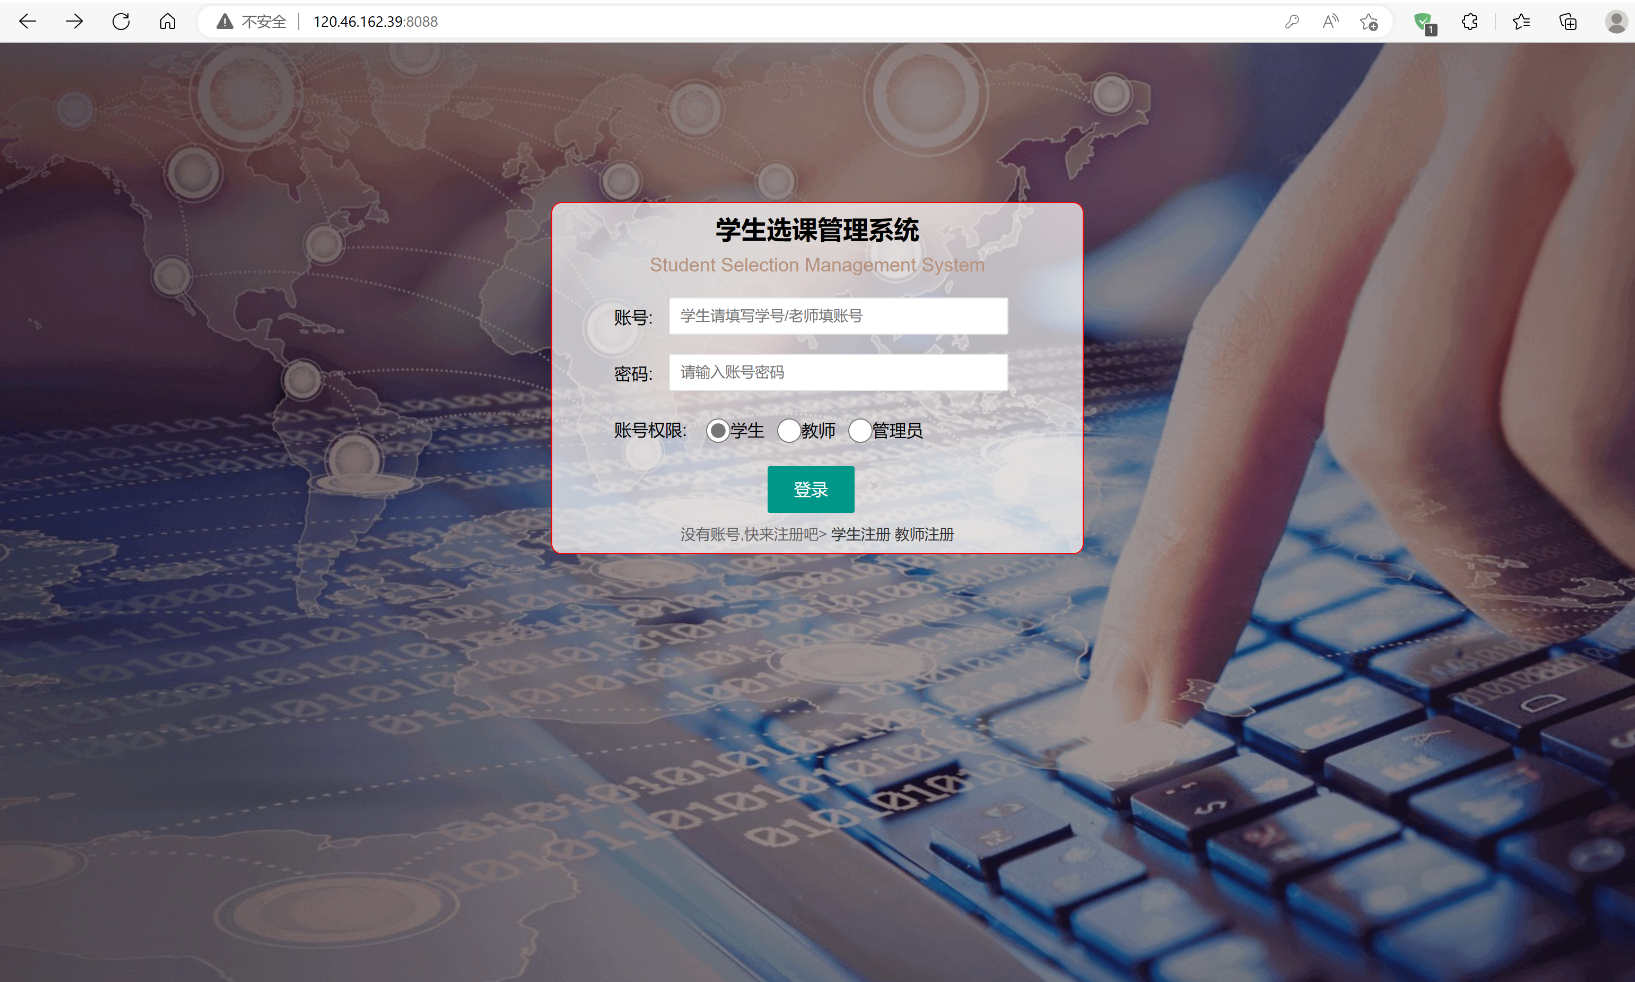 不安全 120.46.162.39:8088
1
学生选课管理系统
Student Selection Management System
账号: 学生请填写学号/老师填账号
密码: 请输入账号密码
账号权限: 学生 教师 管理员
登录
没有账号,快来注册吧> 学生注册 教师注册